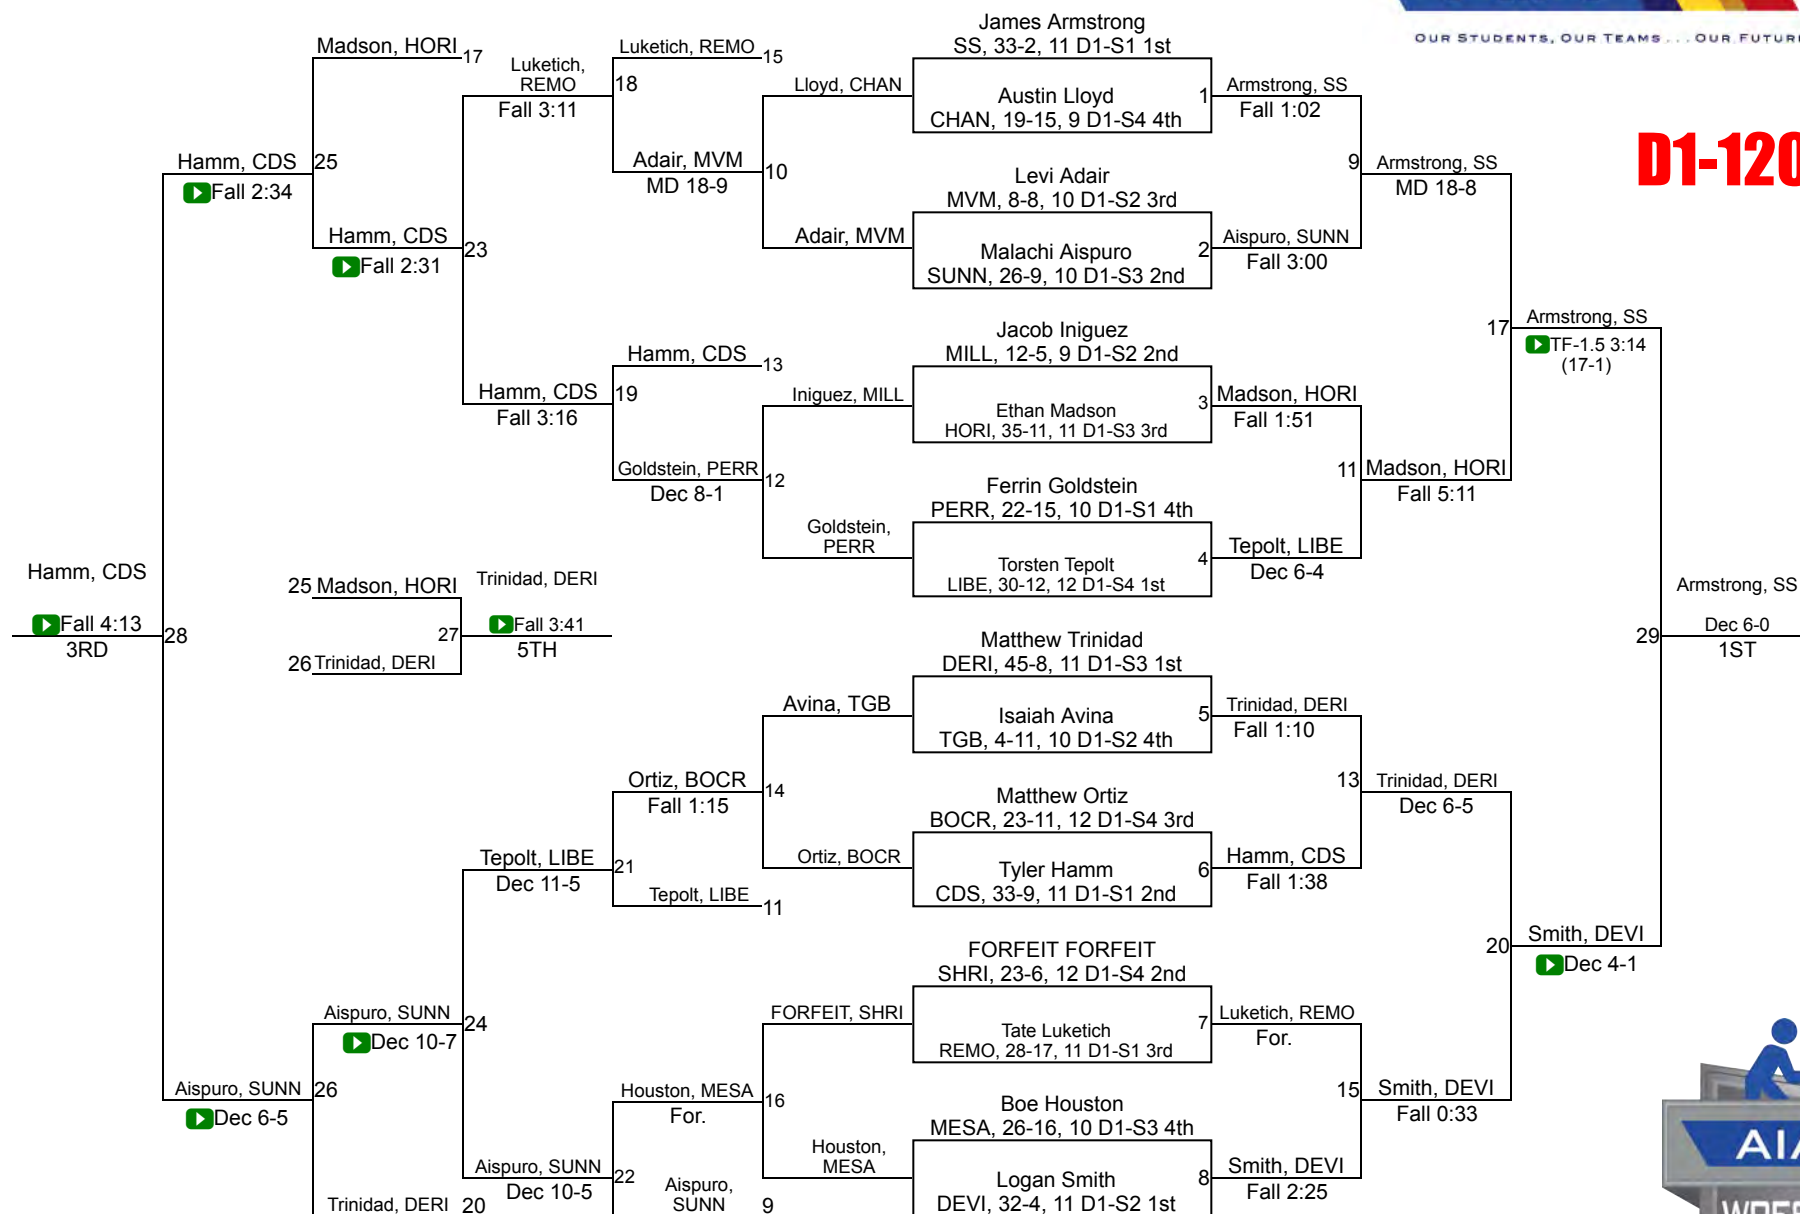 OUR STUDENTS, OUR TEAMS . . . OUR FUTUR
D1-120
Madson, HORI 17
Luketich, REMO
Fall 3:11
Luketich, REMO 15
18
Lloyd, CHAN
James Armstrong
SS, 33-2, 11 D1-S1 1st
Austin Lloyd
CHAN, 19-15, 9 D1-S4 4th
1
Armstrong, SS
Fall 1:02
Hamm, CDS 25
Fall 2:34
Adair, MVM 10
MD 18-9
Levi Adair
MVM, 8-8, 10 D1-S2 3rd
9 Armstrong, SS
MD 18-8
Hamm, CDS 23
Fall 2:31
Adair, MVM
Malachi Aispuro
SUNN, 26-9, 10 D1-S3 2nd
2
Aispuro, SUNN
Fall 3:00
Jacob Iniguez
MILL, 12-5, 9 D1-S2 2nd
17 Armstrong, SS
TF-1.5 3:14
(17-1)
Hamm, CDS 13
Hamm, CDS 19
Fall 3:16
Iniguez, MILL
Ethan Madson
HORI, 35-11, 11 D1-S3 3rd
3
Madson, HORI
Fall 1:51
Goldstein, PERR 12
Dec 8-1
Ferrin Goldstein
PERR, 22-15, 10 D1-S1 4th
11 Madson, HORI
Fall 5:11
Goldstein,
PERR
Torsten Tepolt
LIBE, 30-12, 12 D1-S4 1st
4
Tepolt, LIBE
Dec 6-4
Hamm, CDS
Fall 4:13
3RD
28
25 Madson, HORI
26 Trinidad, DERI
27
Trinidad, DERI
Fall 3:41
5TH
Armstrong, SS
29
Dec 6-0
1ST
Matthew Trinidad
DERI, 45-8, 11 D1-S3 1st
Avina, TGB
Isaiah Avina
TGB, 4-11, 10 D1-S2 4th
5
Trinidad, DERI
Fall 1:10
Ortiz, BOCR 14
Fall 1:15
Matthew Ortiz
BOCR, 23-11, 12 D1-S4 3rd
13 Trinidad, DERI
Dec 6-5
Tepolt, LIBE 21
Dec 11-5
Ortiz, BOCR
Tyler Hamm
CDS, 33-9, 11 D1-S1 2nd
6
Hamm, CDS
Fall 1:38
Tepolt, LIBE 11
FORFEIT FORFEIT
SHRI, 23-6, 12 D1-S4 2nd
20 Smith, DEVI
Dec 4-1
Aispuro, SUNN 24
Dec 10-7
FORFEIT, SHRI
Tate Luketich
REMO, 28-17, 11 D1-S1 3rd
7
Luketich, REMO
For.
Aispuro, SUNN 26
Dec 6-5
Houston, MESA 16
For.
Boe Houston
MESA, 26-16, 10 D1-S3 4th
15 Smith, DEVI
Fall 0:33
Aispuro, SUNN 22
Dec 10-5
Houston,
MESA
Logan Smith
DEVI, 32-4, 11 D1-S2 1st
8
Smith, DEVI
Fall 2:25
Trinidad, DERI 20
Aispuro,
SUNN 9
AIA